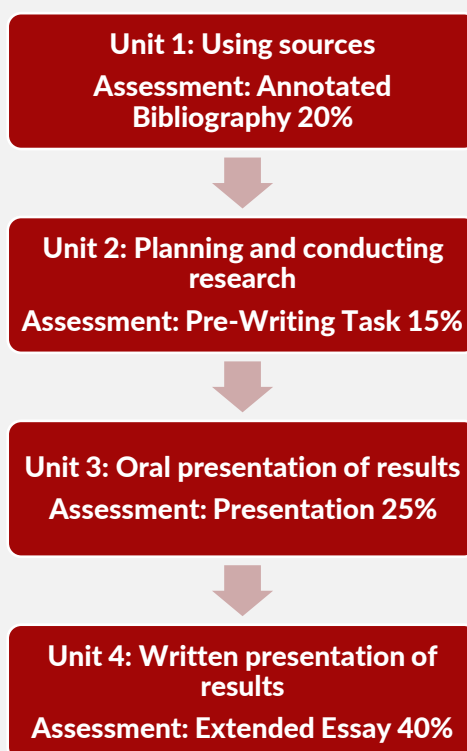 Unit 1: Using sources
Assessment: Annotated
Bibliography 20%
Unit 2: Planning and conducting
research
Assessment: Pre-Writing Task 15%
Unit 3: Oral presentation of results
Assessment: Presentation 25%
Unit 4: Written presentation of
results
Assessment: Extended Essay 40%